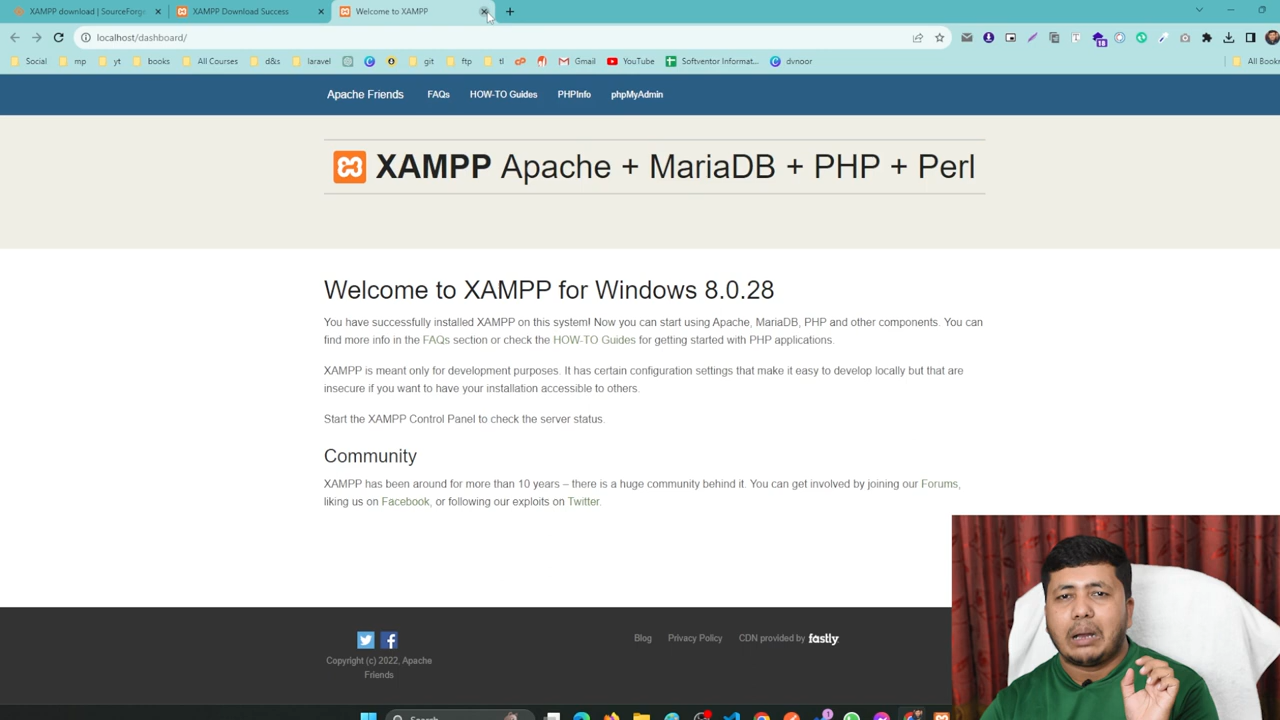 XAMPP download | SourceForge
XAMPP Download Success
Welcome to XAMPP
localhost/dashboard/
Social
mp
yt
books
All Courses
d&s
laravel
git
ftp
tl
Gmail
YouTube
Softventor Informat...
dvnoor
All Book
Apache Friends
FAQs
HOW-TO Guides
PHPInfo
phpMyAdmin
XAMPP Apache + MariaDB + PHP + Perl
Welcome to XAMPP for Windows 8.0.28
You have successfully installed XAMPP on this system! Now you can start using Apache, MariaDB, PHP and other components. You can
find more info in the FAQs section or check the HOW-TO Guides for getting started with PHP applications.
XAMPP is meant only for development purposes. It has certain configuration settings that make it easy to develop locally but that are
insecure if you want to have your installation accessible to others.
Start the XAMPP Control Panel to check the server status.
Community
XAMPP has been around for more than 10 years – there is a huge community behind it. You can get involved by joining our Forums,
liking us on Facebook, or following our exploits on Twitter.
Blog
Privacy Policy
CDN provided by fastly
Copyright (c) 2022, Apache
Friends
Search